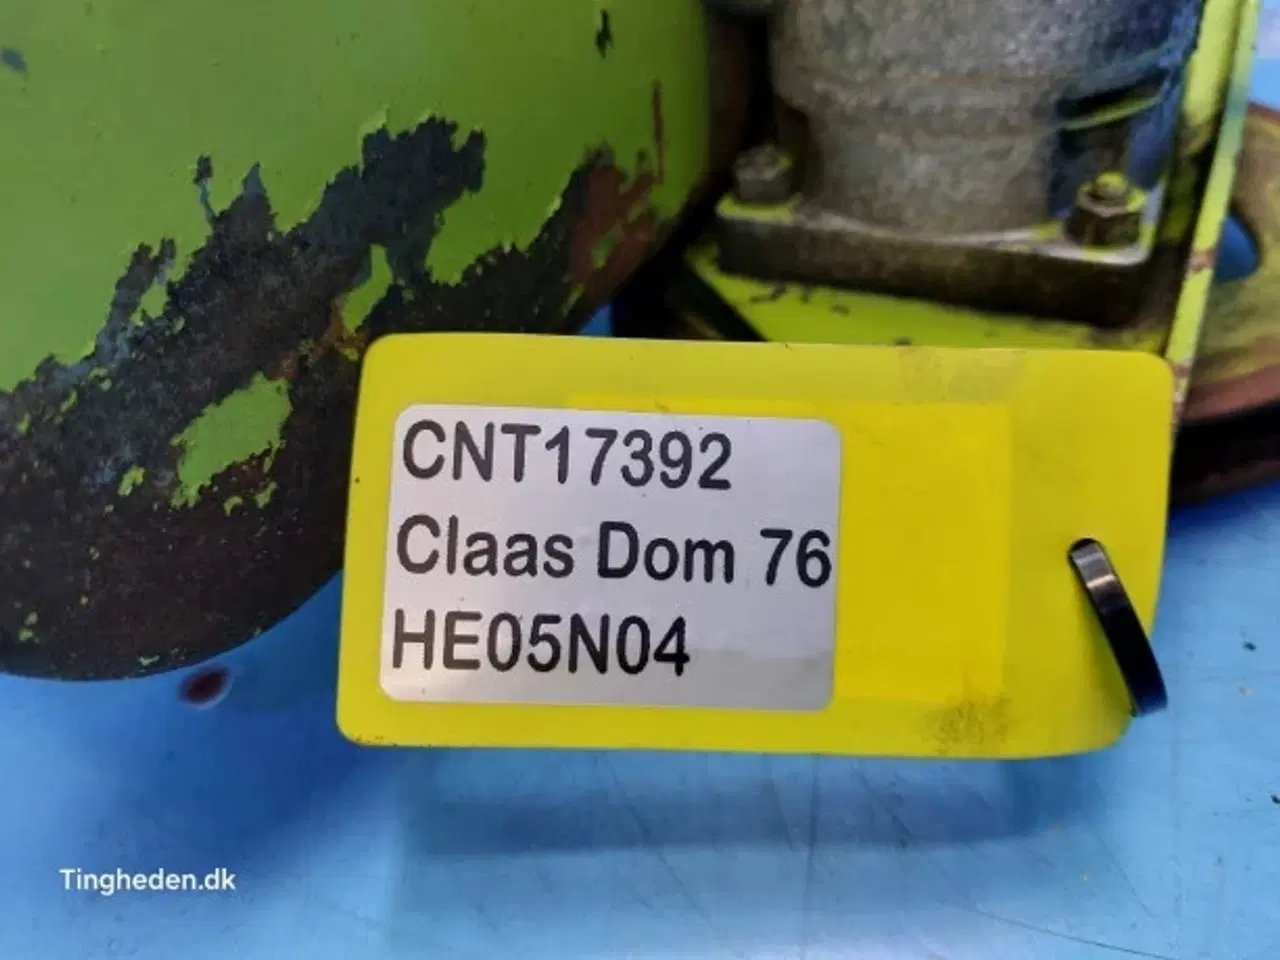 CNT17392
Claas Dom 76
HE05N04
Tingheden.dk